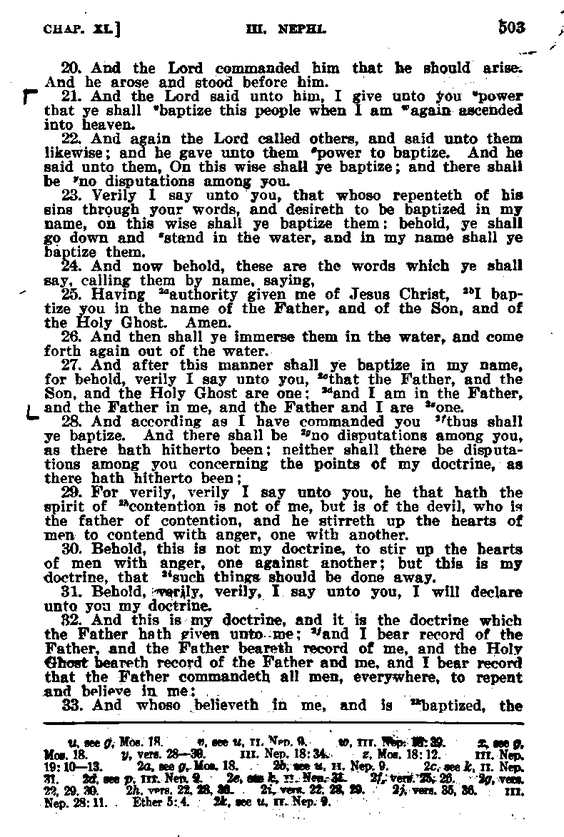 CHAP. XI.] III. NEPHI. 503
20. And the Lord commanded him that he should arise.
And he arose and stood before him.
21. And the Lord said unto him, I give unto you ᵛpower
that ye shall ᵛbaptize this people when I am ʷagain ascended
into heaven.
22. And again the Lord called others, and said unto them
likewise; and he gave unto them ˣpower to baptize. And he
said unto them, On this wise shall ye baptize; and there shall
be ʸno disputations among you.
23. Verily I say unto you, that whoso repenteth of his
sins through your words, and desireth to be baptized in my
name, on this wise shall ye baptize them: behold, ye shall
go down and ᶻstand in the water, and in my name shall ye
baptize them.
24. And now behold, these are the words which ye shall
say, calling them by name, saying,
25. Having ²ᵃauthority given me of Jesus Christ, ²ᵇI bap-
tize you in the name of the Father, and of the Son, and of
the Holy Ghost. Amen.
26. And then shall ye immerse them in the water, and come
forth again out of the water.
27. And after this manner shall ye baptize in my name,
for behold, verily I say unto you, ²ᶜthat the Father, and the
Son, and the Holy Ghost are one; ²ᵈand I am in the Father,
and the Father in me, and the Father and I are ²ᵉone.
28. And according as I have commanded you ²ᶠthus shall
ye baptize. And there shall be ²ᵍno disputations among you,
as there hath hitherto been; neither shall there be disputa-
tions among you concerning the points of my doctrine, as
there hath hitherto been;
29. For verily, verily I say unto you, he that hath the
spirit of ²ʰcontention is not of me, but is of the devil, who is
the father of contention, and he stirreth up the hearts of
men to contend with anger, one with another.
30. Behold, this is not my doctrine, to stir up the hearts
of men with anger, one against another; but this is my
doctrine, that ²ⁱsuch things should be done away.
31. Behold, verily, verily, I say unto you, I will declare
unto you my doctrine.
32. And this is my doctrine, and it is the doctrine which
the Father hath given unto me; ²ʲand I bear record of the
Father, and the Father beareth record of me, and the Holy
Ghost beareth record of the Father and me, and I bear record
that the Father commandeth all men, everywhere, to repent
and believe in me;
33. And whoso believeth in me, and is ²ᵏbaptized, the
u, see g, Mos. 18. v, see u, II. Nep. 9. w, III. Nep. 18:39. x, see g,
Mos. 18. y, vers. 28—30. III. Nep. 18:34. z, Mos. 18:12. III. Nep.
19:10—13. 2a, see g, Mos. 18. 2b, see u, II. Nep. 9. 2c, see k, II. Nep.
31. 2d, see p, III. Nep. 9. 2e, see k, II. Nep. 31. 2f, vers. 25, 26. 2g, vers.
22, 29, 30. 2h, vers. 22, 28, 30. 2i, vers. 22, 28, 29. 2j, vers. 35, 36. III.
Nep. 28:11. Ether 5:4. 2k, see u, II. Nep. 9.